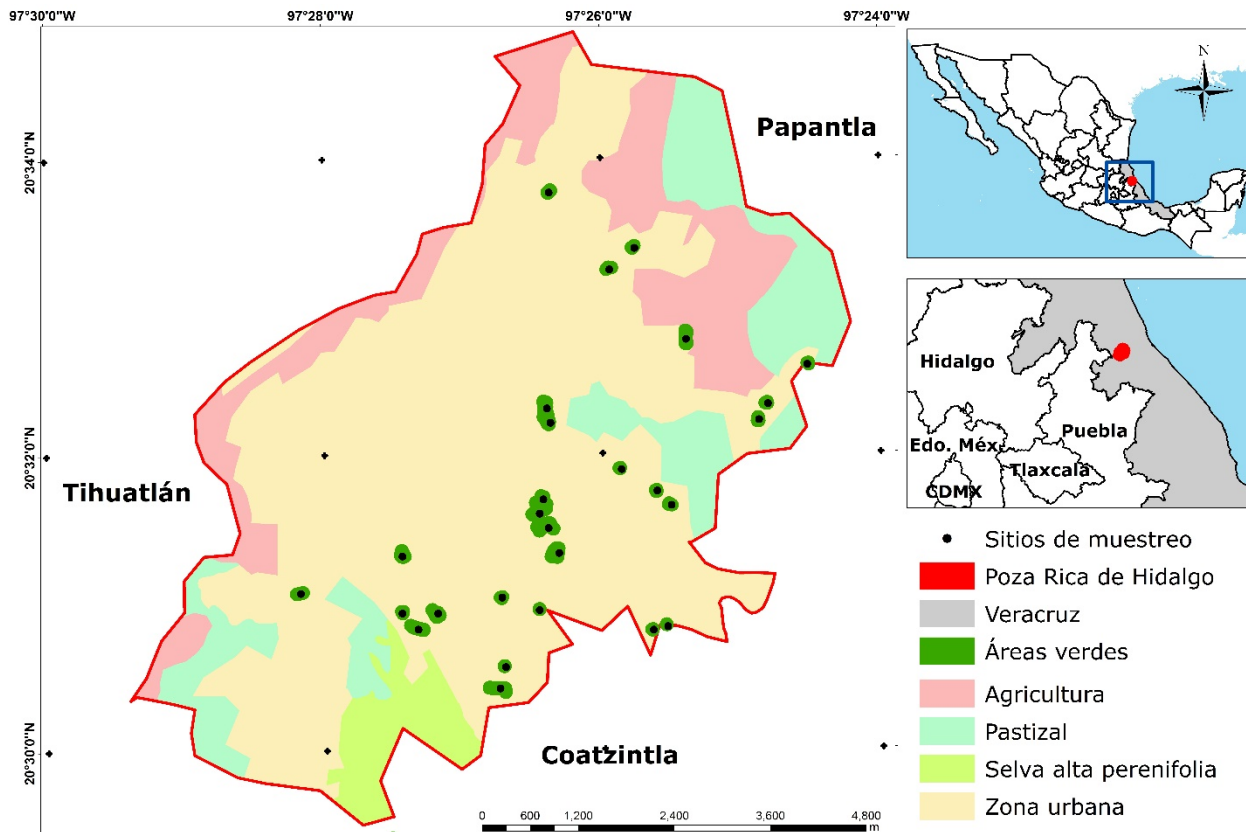 97°30'0"W
97°28'0"W
97°26'0"W
97°24'0"W
20°34'0"N
20°32'0"N
20°30'0"N
Papantla
Tihuatlán
Coatzintla
0 600 1,200 2,400 3,600 4,800
m
N
Hidalgo
Puebla
Edo. Méx.
Tlaxcala
CDMX
Sitios de muestreo
Poza Rica de Hidalgo
Veracruz
Áreas verdes
Agricultura
Pastizal
Selva alta perenifolia
Zona urbana